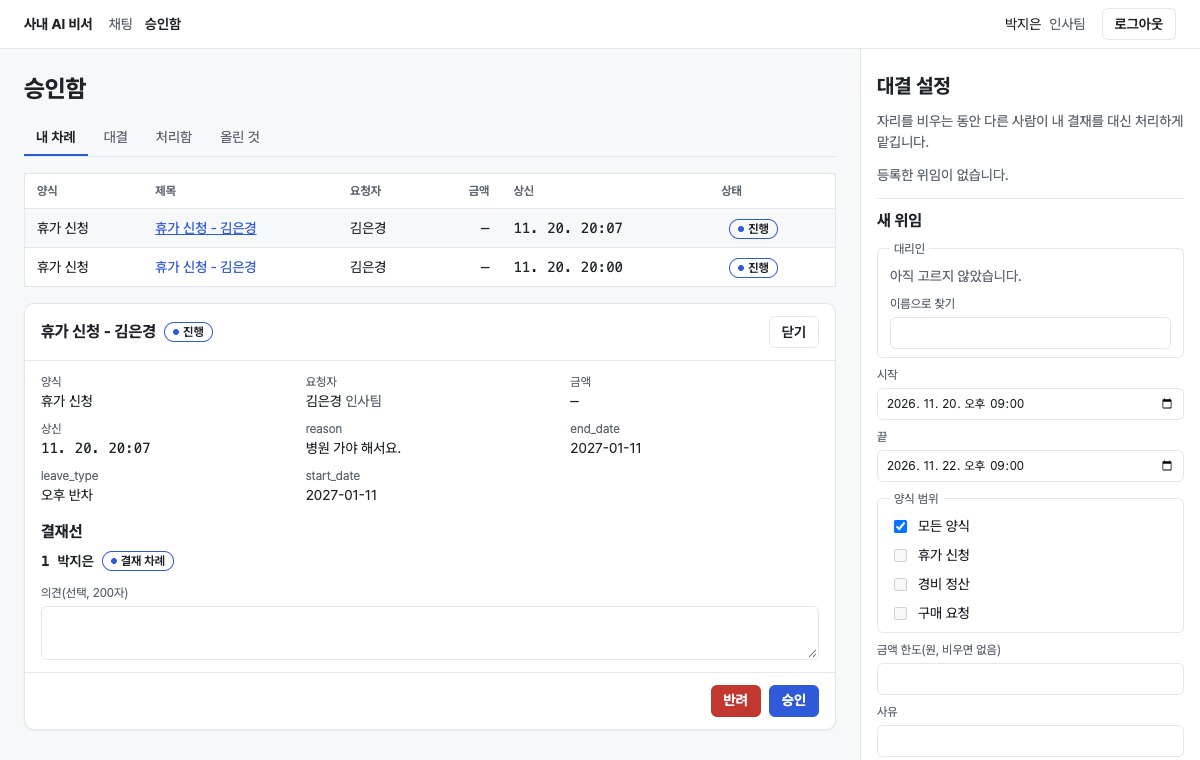 사내 AI 비서 채팅 승인함 박지은 인사팀 로그아웃
승인함
내 차례 대결 처리함 올린 것
양식 제목 요청자 금액 상신 상태
휴가 신청 휴가 신청 - 김은경 김은경 — 11. 20. 20:07 진행
휴가 신청 휴가 신청 - 김은경 김은경 — 11. 20. 20:00 진행
휴가 신청 - 김은경 진행 닫기
양식 요청자 금액
휴가 신청 김은경 인사팀 —
상신 reason end_date
11. 20. 20:07 병원 가야 해서요. 2027-01-11
leave_type start_date
오후 반차 2027-01-11
결재선
1 박지은 결재 차례
의견(선택, 200자)
반려 승인
대결 설정
자리를 비우는 동안 다른 사람이 내 결재를 대신 처리하게
맡깁니다.
등록한 위임이 없습니다.
새 위임
대리인
아직 고르지 않았습니다.
이름으로 찾기
시작
2026. 11. 20. 오후 09:00
끝
2026. 11. 22. 오후 09:00
양식 범위
모든 양식
휴가 신청
경비 정산
구매 요청
금액 한도(원, 비우면 없음)
사유